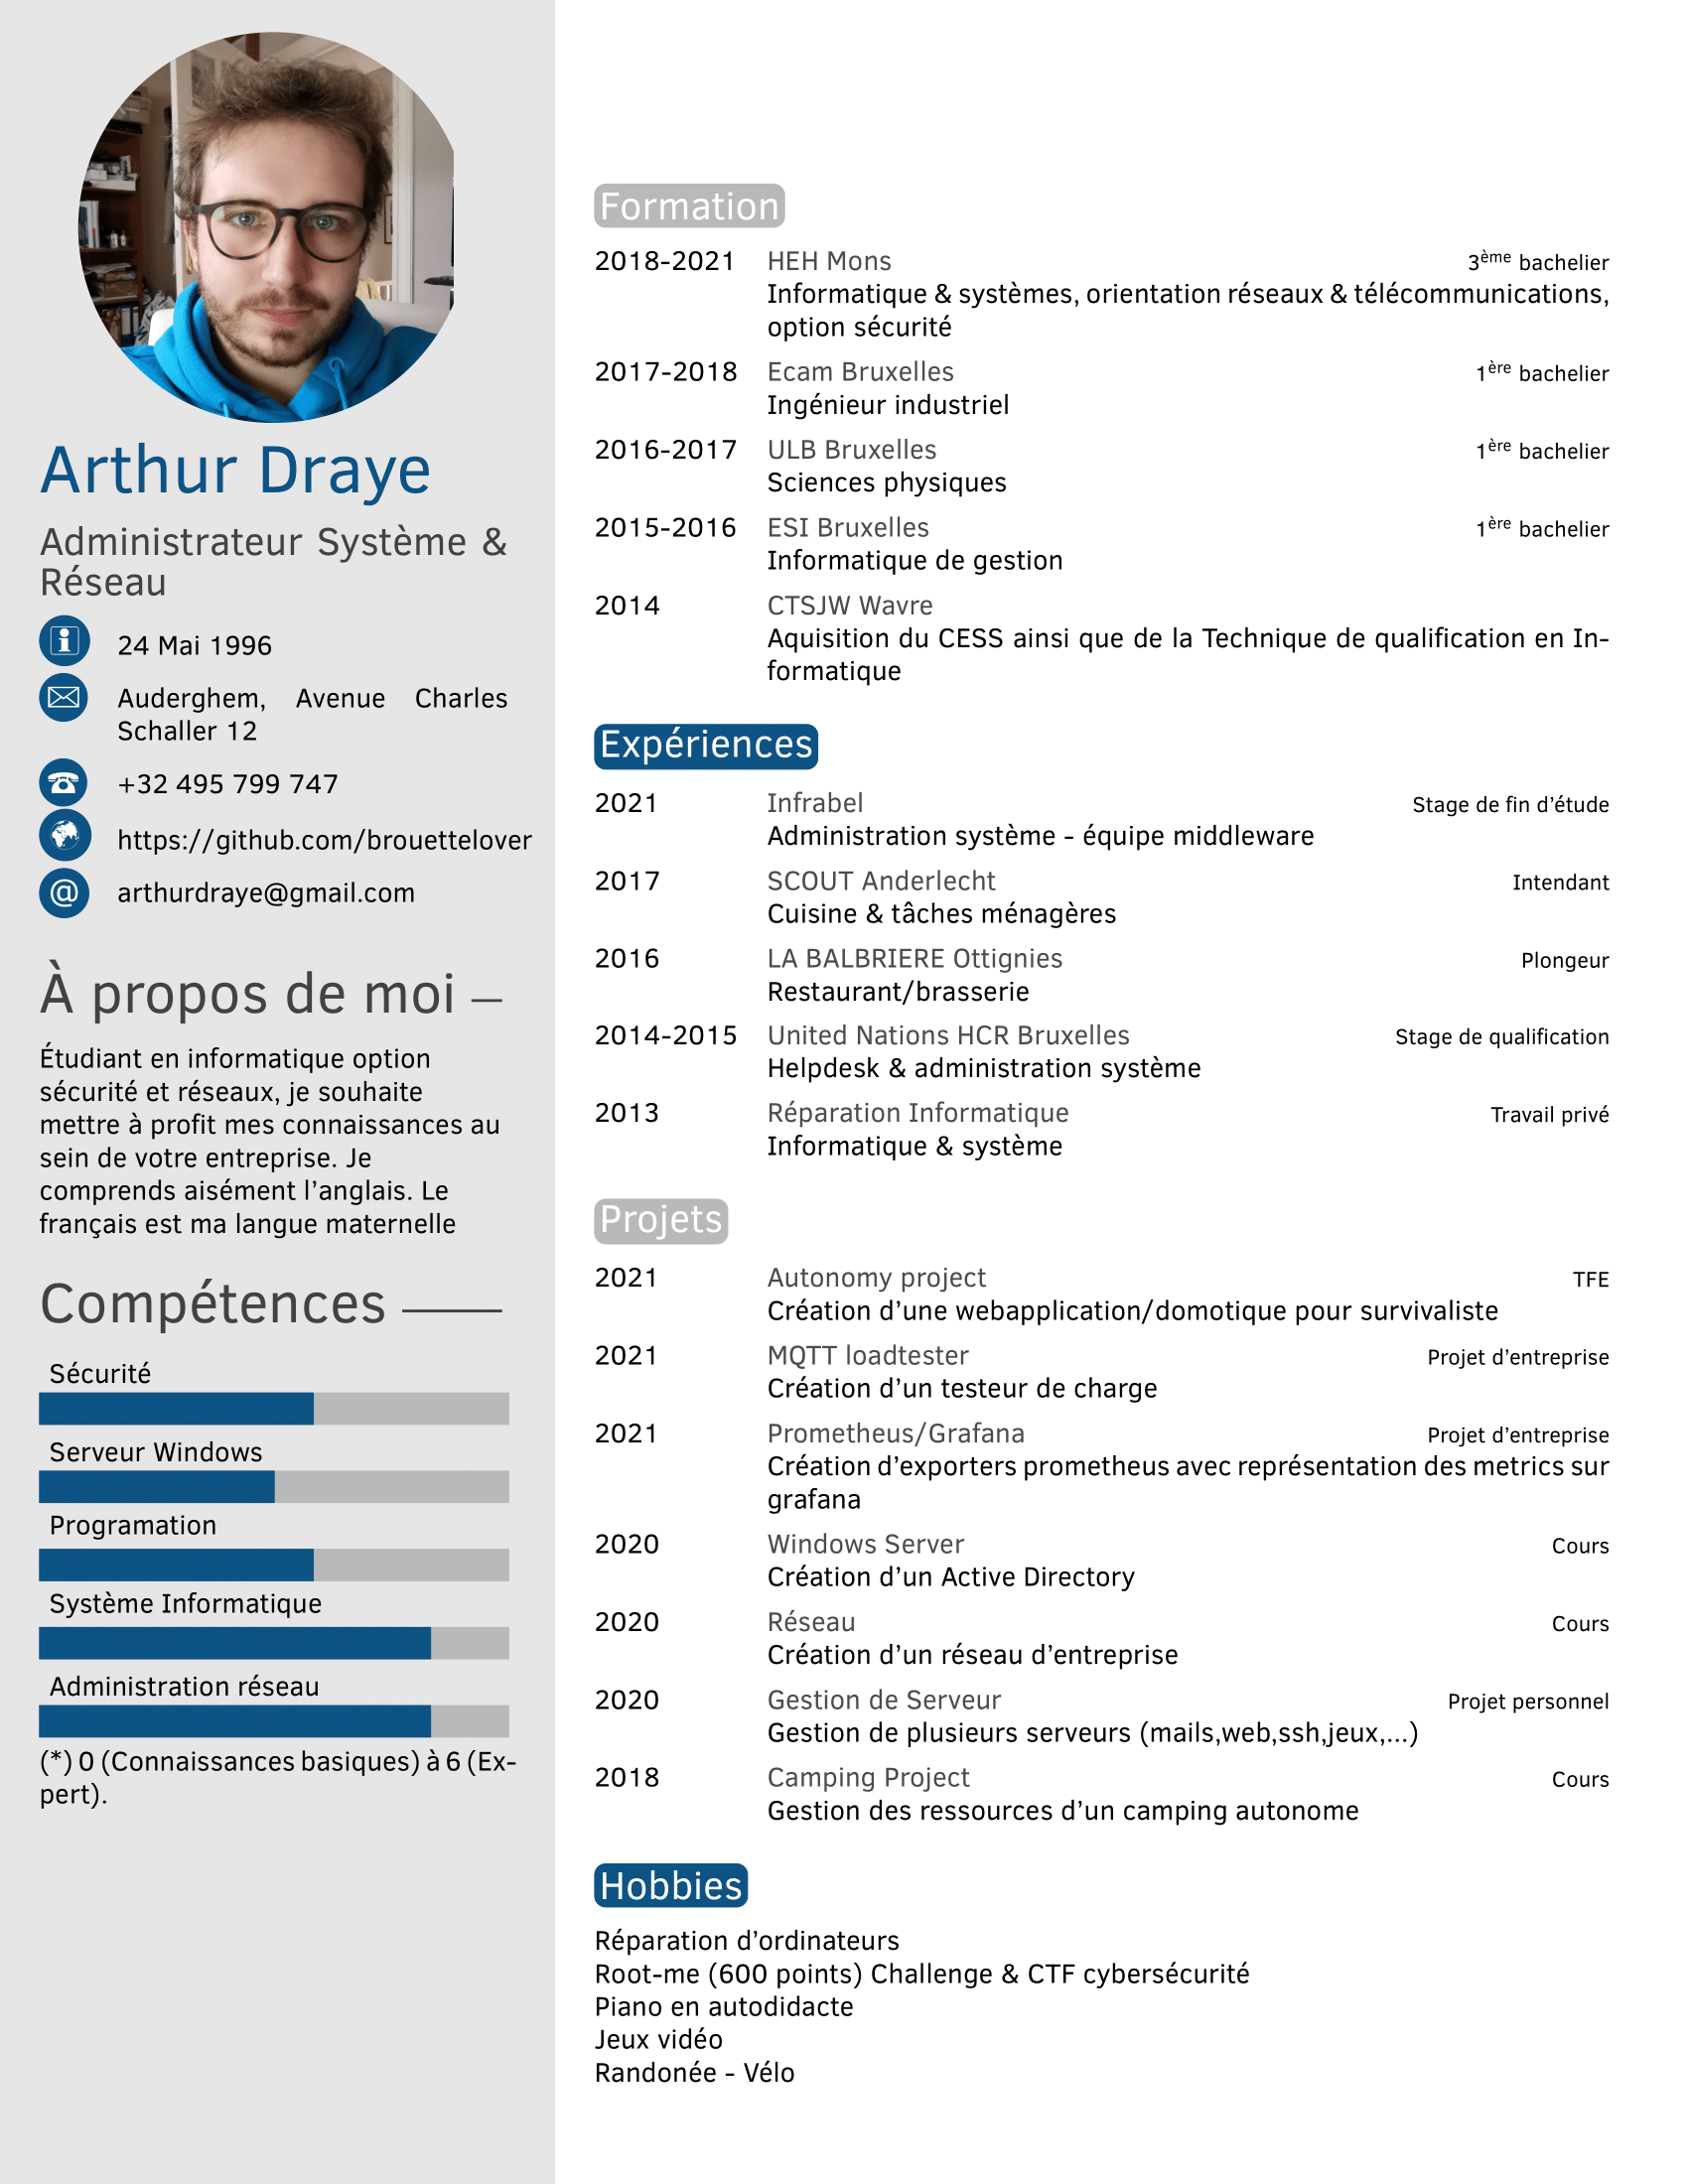 Arthur Draye
Administrateur Système &
Réseau
24 Mai 1996
Auderghem, Avenue Charles
Schaller 12
+32 495 799 747
https://github.com/brouettelover
@
arthurdraye@gmail.com
À propos de moi
Étudiant en informatique option
sécurité et réseaux, je souhaite
mettre à profit mes connaissances au
sein de votre entreprise. Je
comprends aisément l'anglais. Le
français est ma langue maternelle
Compétences
Sécurité
Serveur Windows
Programation
Système Informatique
Administration réseau
(*) 0 (Connaissances basiques) à 6 (Ex-
pert).
Formation
2018-2021 HEH Mons 3ème bachelier
Informatique & systèmes, orientation réseaux & télécommunications,
option sécurité
2017-2018 Ecam Bruxelles 1ère bachelier
Ingénieur industriel
2016-2017 ULB Bruxelles 1ère bachelier
Sciences physiques
2015-2016 ESI Bruxelles 1ère bachelier
Informatique de gestion
2014 CTSJW Wavre
Aquisition du CESS ainsi que de la Technique de qualification en In-
formatique
Expériences
2021 Infrabel Stage de fin d'étude
Administration système - équipe middleware
2017 SCOUT Anderlecht Intendant
Cuisine & tâches ménagères
2016 LA BALBRIERE Ottignies Plongeur
Restaurant/brasserie
2014-2015 United Nations HCR Bruxelles Stage de qualification
Helpdesk & administration système
2013 Réparation Informatique Travail privé
Informatique & système
Projets
2021 Autonomy project TFE
Création d'une webapplication/domotique pour survivaliste
2021 MQTT loadtester Projet d'entreprise
Création d'un testeur de charge
2021 Prometheus/Grafana Projet d'entreprise
Création d'exporters prometheus avec représentation des metrics sur
grafana
2020 Windows Server Cours
Création d'un Active Directory
2020 Réseau Cours
Création d'un réseau d'entreprise
2020 Gestion de Serveur Projet personnel
Gestion de plusieurs serveurs (mails,web,ssh,jeux,...)
2018 Camping Project Cours
Gestion des ressources d'un camping autonome
Hobbies
Réparation d'ordinateurs
Root-me (600 points) Challenge & CTF cybersécurité
Piano en autodidacte
Jeux vidéo
Randonée - Vélo